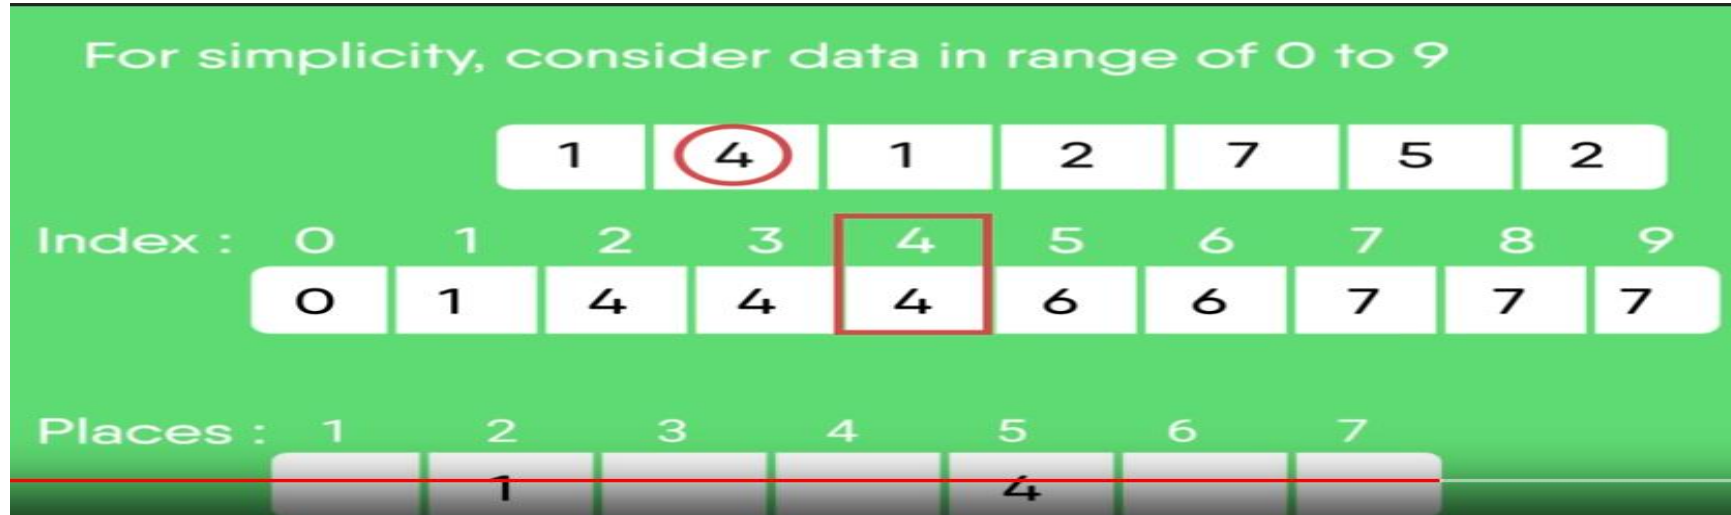 For simplicity, consider data in range of 0 to 9
1 4 1 2 7 5 2
Index : 0 1 2 3 4 5 6 7 8 9
0 1 4 4 4 6 6 7 7 7
Places : 1 2 3 4 5 6 7
1 4